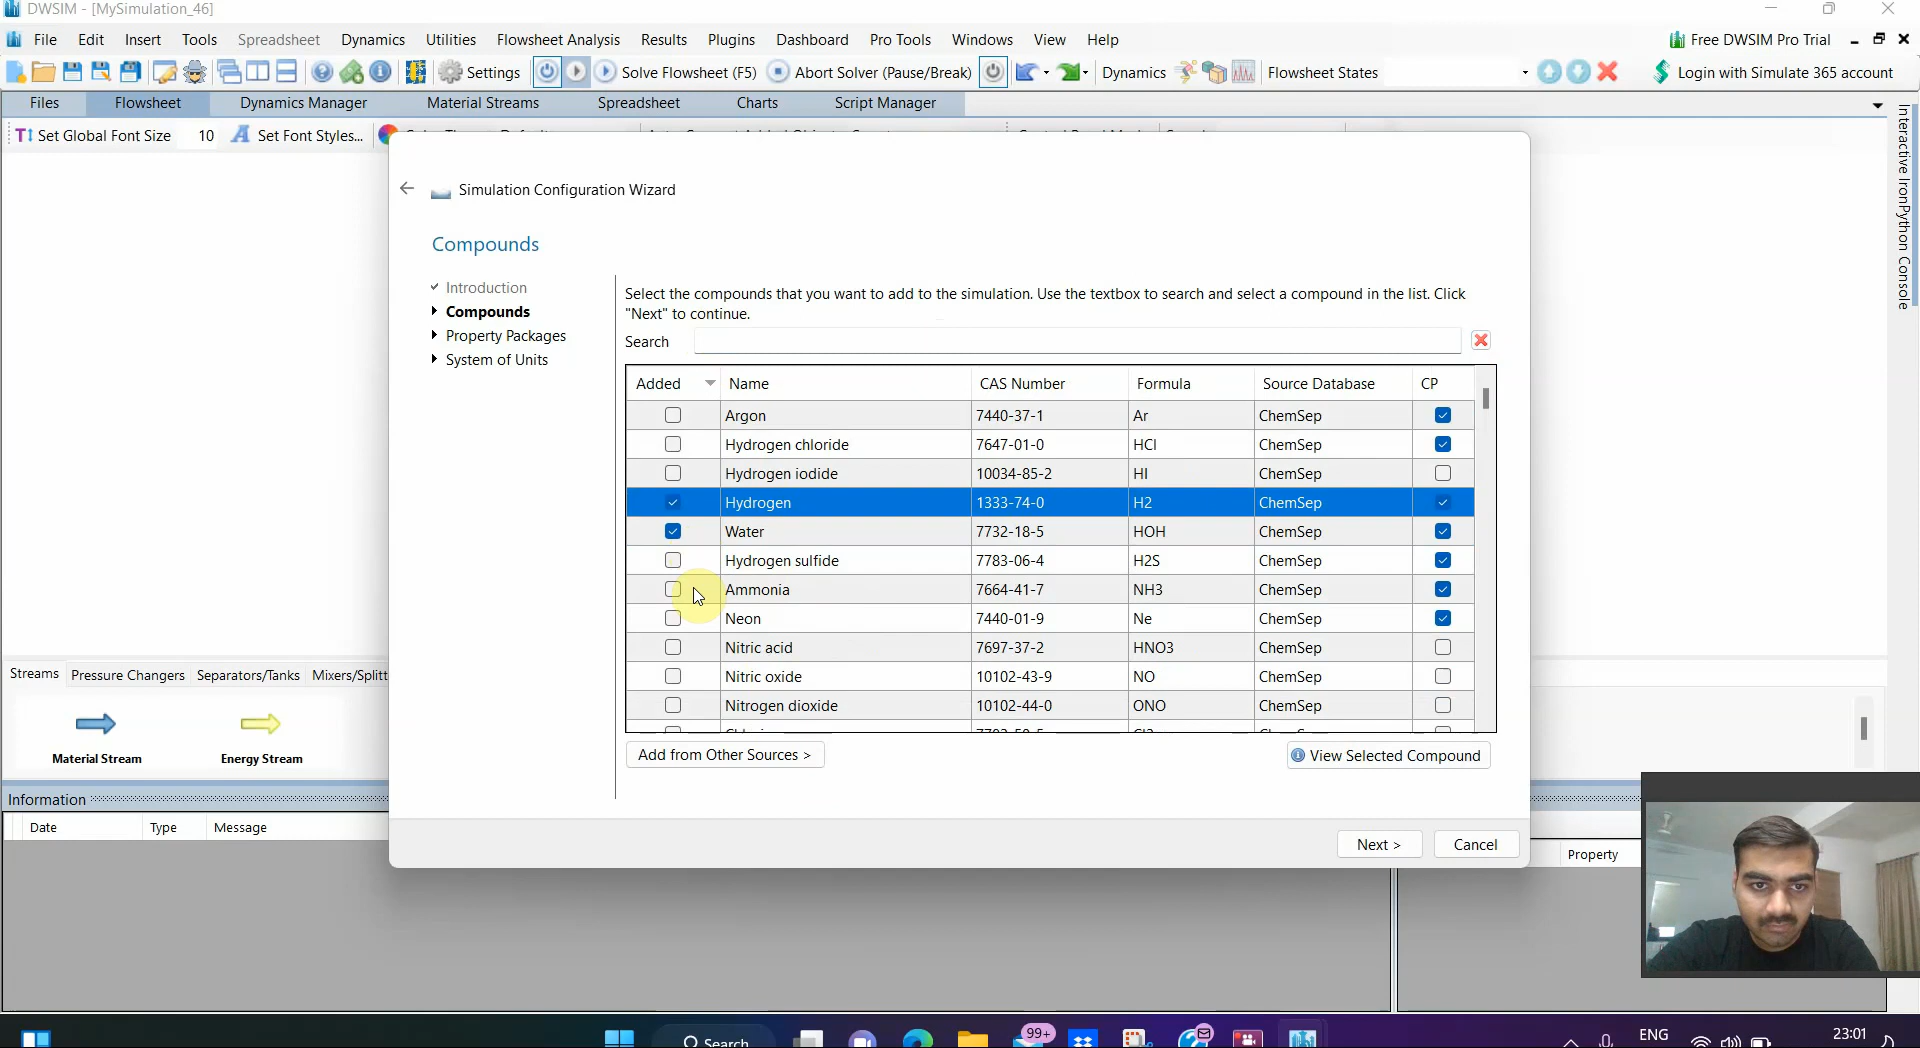 DWSIM - [MySimulation_46]
File Edit Insert Tools Spreadsheet Dynamics Utilities Flowsheet Analysis Results Plugins Dashboard Pro Tools Windows View Help Free DWSIM Pro Trial
Settings Solve Flowsheet (F5) Abort Solver (Pause/Break) Dynamics Flowsheet States Login with Simulate 365 account
Files Flowsheet Dynamics Manager Material Streams Spreadsheet Charts Script Manager
Set Global Font Size 10 Set Font Styles...
Interactive IronPython Console
Simulation Configuration Wizard
Compounds
Introduction
Compounds
Property Packages
System of Units
Select the compounds that you want to add to the simulation. Use the textbox to search and select a compound in the list. Click
"Next" to continue.
Search
Added Name CAS Number Formula Source Database CP
Argon 7440-37-1 Ar ChemSep
Hydrogen chloride 7647-01-0 HCl ChemSep
Hydrogen iodide 10034-85-2 HI ChemSep
Hydrogen 1333-74-0 H2 ChemSep
Water 7732-18-5 HOH ChemSep
Hydrogen sulfide 7783-06-4 H2S ChemSep
Ammonia 7664-41-7 NH3 ChemSep
Neon 7440-01-9 Ne ChemSep
Nitric acid 7697-37-2 HNO3 ChemSep
Nitric oxide 10102-43-9 NO ChemSep
Nitrogen dioxide 10102-44-0 ONO ChemSep
Add from Other Sources > View Selected Compound
Next > Cancel
Streams Pressure Changers Separators/Tanks Mixers/Splitt
Material Stream Energy Stream
Information
Date Type Message
Property
Search 99+ ENG 23:01